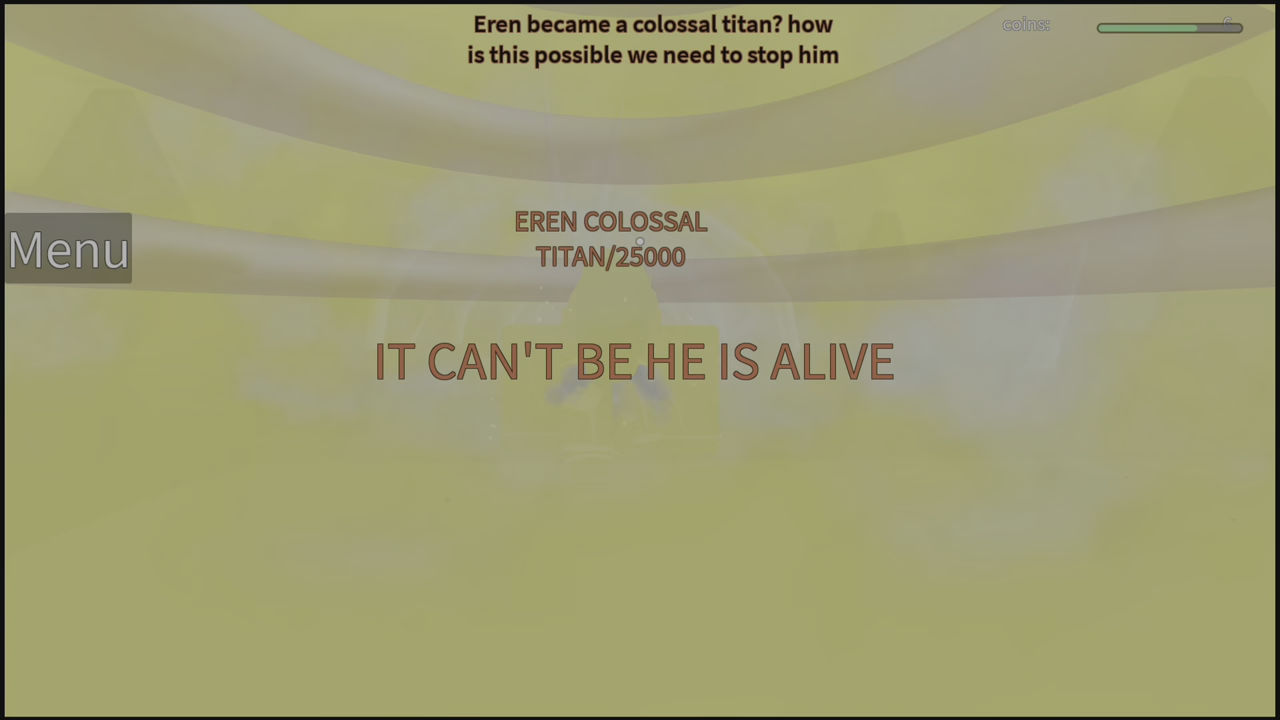 Eren became a colossal titan? how
is this possible we need to stop him
coins:
6
Menu
EREN COLOSSAL
TITAN/25000
IT CAN'T BE HE IS ALIVE